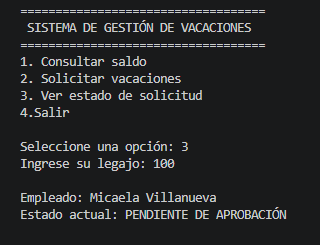 ===================================
SISTEMA DE GESTIÓN DE VACACIONES
===================================
1. Consultar saldo
2. Solicitar vacaciones
3. Ver estado de solicitud
4.Salir
Seleccione una opción: 3
Ingrese su legajo: 100
Empleado: Micaela Villanueva
Estado actual: PENDIENTE DE APROBACIÓN